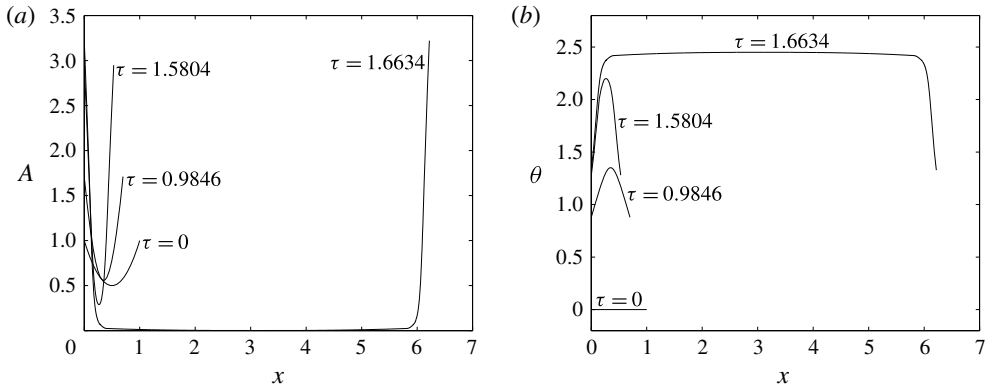 (a)
3.5
3.0
2.5
2.0
1.5
1.0
0.5
A
τ = 1.5804
τ = 1.6634
τ = 0.9846
τ = 0
0 1 2 3 4 5 6 7
x
(b)
2.5
2.0
1.5
1.0
0.5
0
θ
τ = 1.6634
τ = 1.5804
τ = 0.9846
τ = 0
0 1 2 3 4 5 6 7
x